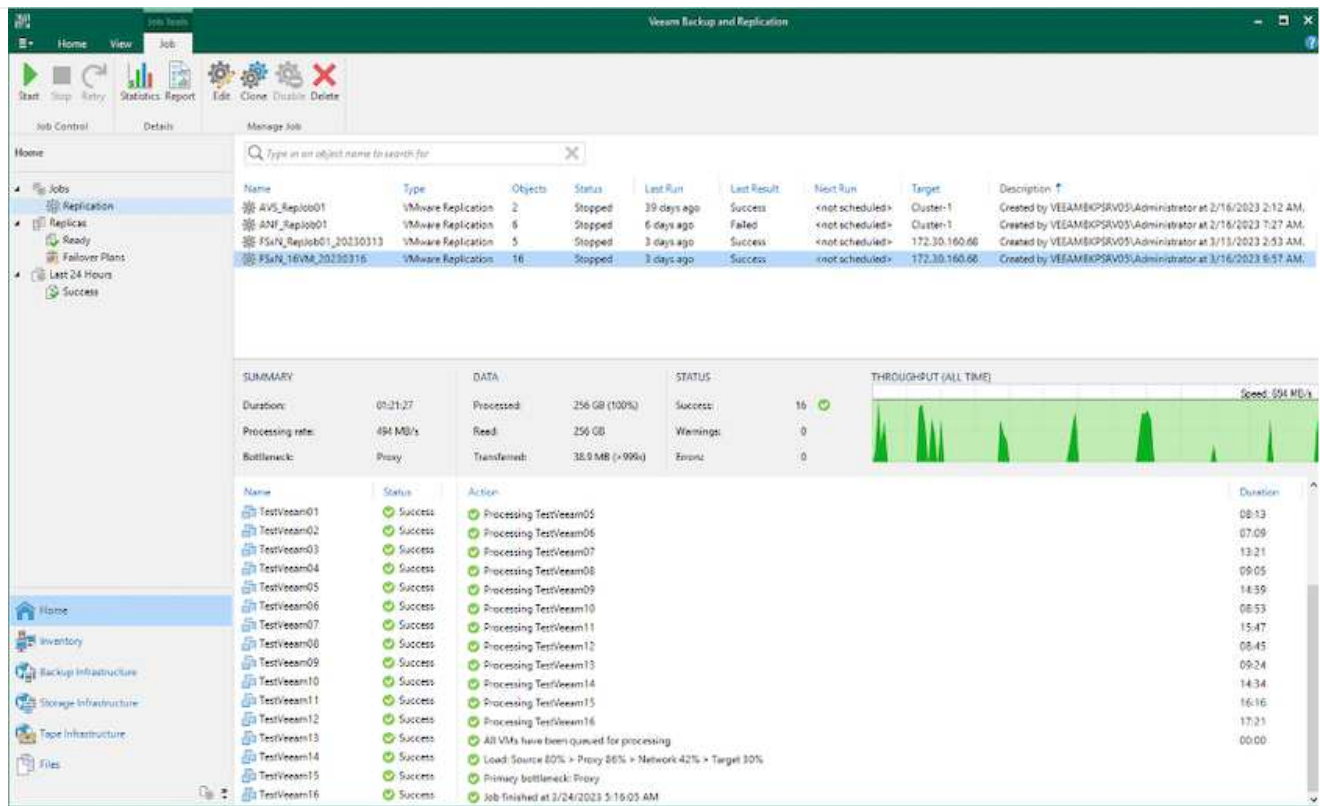 Job Tools
Veeam Backup and Replication
Home View Job
Start Stop Retry Statistics Report Edit Clone Disable Delete
Job Control Details Manage Job
Home
Type in an object name to search for
Jobs
Replication
Replicas
Ready
Failover Plans
Last 24 Hours
Success
Name Type Objects Status Last Run Last Result Next Run Target Description
AVS_RepJob01 VMware Replication 2 Stopped 39 days ago Success <not scheduled> Cluster-1 Created by VEEAMBKPSRV05\Administrator at 2/16/2023 2:12 AM.
ANF_RepJob01 VMware Replication 6 Stopped 6 days ago Failed <not scheduled> Cluster-1 Created by VEEAMBKPSRV05\Administrator at 2/16/2023 7:27 AM.
FSxN_RepJob01_20230313 VMware Replication 5 Stopped 3 days ago Success <not scheduled> 172.30.160.68 Created by VEEAMBKPSRV05\Administrator at 3/13/2023 2:53 AM.
FSxN_16VM_20230316 VMware Replication 16 Stopped 3 days ago Success <not scheduled> 172.30.160.68 Created by VEEAMBKPSRV05\Administrator at 3/16/2023 9:57 AM.
SUMMARY DATA STATUS THROUGHPUT (ALL TIME)
Speed: 694 MB/s
Duration: 01:21:27 Processed: 256 GB (100%) Success: 16
Processing rate: 494 MB/s Read: 256 GB Warnings: 0
Bottleneck: Proxy Transferred: 38.9 MB (>999x) Errors: 0
Name Status Action Duration
TestVeeam01 Success Processing TestVeeam05 08:13
TestVeeam02 Success Processing TestVeeam06 07:09
TestVeeam03 Success Processing TestVeeam07 13:21
TestVeeam04 Success Processing TestVeeam08 09:05
TestVeeam05 Success Processing TestVeeam09 14:59
TestVeeam06 Success Processing TestVeeam10 08:53
TestVeeam07 Success Processing TestVeeam11 15:47
TestVeeam08 Success Processing TestVeeam12 08:45
TestVeeam09 Success Processing TestVeeam13 09:24
TestVeeam10 Success Processing TestVeeam14 14:34
TestVeeam11 Success Processing TestVeeam15 16:16
TestVeeam12 Success Processing TestVeeam16 17:21
TestVeeam13 Success All VMs have been queued for processing 00:00
TestVeeam14 Success Load: Source 80% > Proxy 86% > Network 42% > Target 30%
TestVeeam15 Success Primary bottleneck: Proxy
TestVeeam16 Success Job finished at 3/24/2023 5:16:05 AM
Home
Inventory
Backup Infrastructure
Storage Infrastructure
Tape Infrastructure
Files